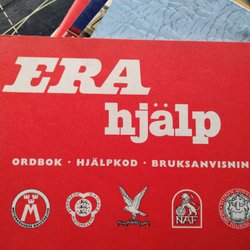 ERA
hjälp
ORDBOK · HJÄLPKOD · BRUKSANVISNIN
M
NAF